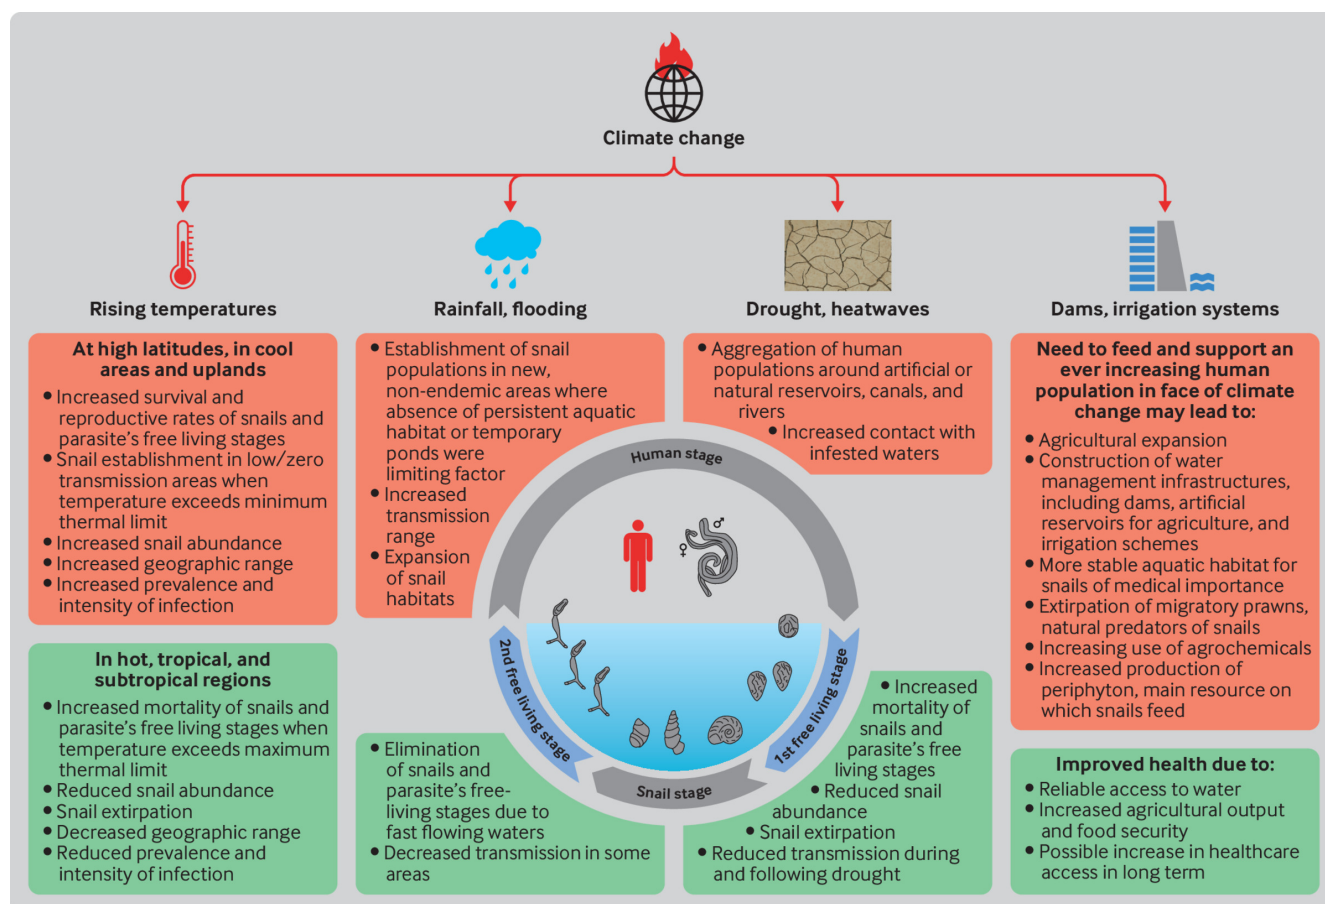 Climate change
Rising temperatures
At high latitudes, in cool
areas and uplands
• Increased survival and
reproductive rates of snails and
parasite's free living stages
• Snail establishment in low/zero
transmission areas when
temperature exceeds minimum
thermal limit
• Increased snail abundance
• Increased geographic range
• Increased prevalence and
intensity of infection
In hot, tropical, and
subtropical regions
• Increased mortality of snails and
parasite's free living stages when
temperature exceeds maximum
thermal limit
• Reduced snail abundance
• Snail extirpation
• Decreased geographic range
• Reduced prevalence and
intensity of infection
Rainfall, flooding
• Establishment of snail
populations in new,
non-endemic areas where
absence of persistent aquatic
habitat or temporary
ponds were
limiting factor
• Increased
transmission
range
• Expansion
of snail
habitats
• Elimination
of snails and
parasite's free-
living stages due to
fast flowing waters
• Decreased transmission in some
areas
Drought, heatwaves
• Aggregation of human
populations around artificial or
natural reservoirs, canals, and
rivers
• Increased contact with
infested waters
• Increased
mortality of
snails and
parasite's free
living stages
• Reduced snail
abundance
• Snail extirpation
• Reduced transmission during
and following drought
Human stage
♂
♀
1st free living stage
Snail stage
2nd free living stage
Dams, irrigation systems
Need to feed and support an
ever increasing human
population in face of climate
change may lead to:
• Agricultural expansion
• Construction of water
management infrastructures,
including dams, artificial
reservoirs for agriculture, and
irrigation schemes
• More stable aquatic habitat for
snails of medical importance
• Extirpation of migratory prawns,
natural predators of snails
• Increasing use of agrochemicals
• Increased production of
periphyton, main resource on
which snails feed
Improved health due to:
• Reliable access to water
• Increased agricultural output
and food security
• Possible increase in healthcare
access in long term